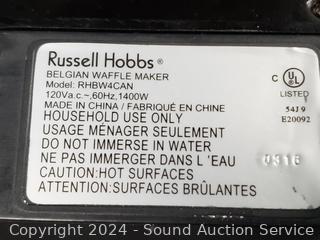 Russell Hobbs®
BELGIAN WAFFLE MAKER
Model: RHBW4CAN
120Va.c.~,60Hz,1400W
MADE IN CHINA / FABRIQUÉ EN CHINE
HOUSEHOLD USE ONLY
USAGE MÉNAGER SEULEMENT
DO NOT IMMERSE IN WATER
NE PAS IMMERGER DANS L'EAU
CAUTION:HOT SURFACES
ATTENTION:SURFACES BRÛLANTES
C UL
LISTED
54J9
E20092
0316
Copyright 2024 - Sound Auction Service